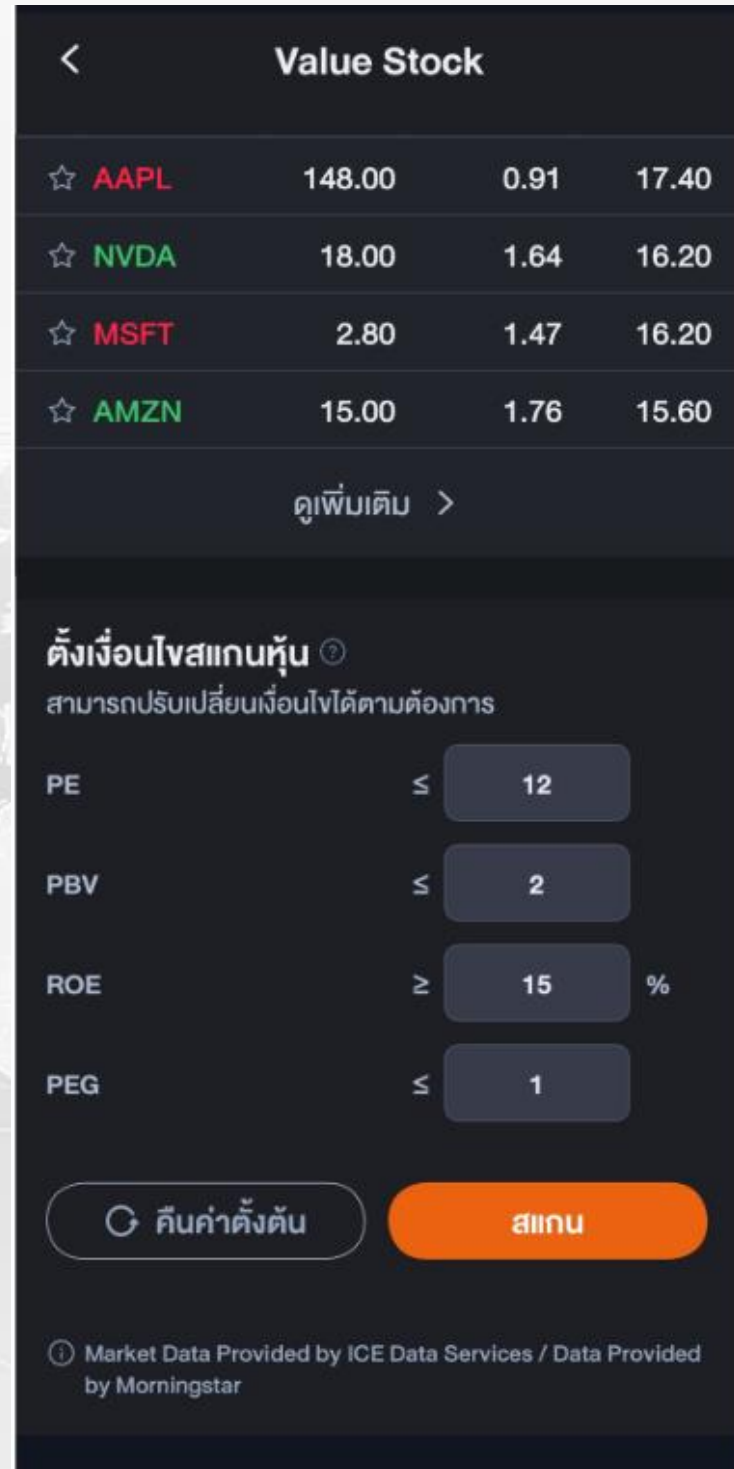 Value Stock
AAPL 148.00 0.91 17.40
NVDA 18.00 1.64 16.20
MSFT 2.80 1.47 16.20
AMZN 15.00 1.76 15.60
ดูเพิ่มเติม >
ตั้งเงื่อนไขสแกนหุ้น
สามารถปรับเปลี่ยนเงื่อนไขได้ตามต้องการ
PE ≤ 12
PBV ≤ 2
ROE ≥ 15 %
PEG ≤ 1
คืนค่าตั้งต้น สแกน
Market Data Provided by ICE Data Services / Data Provided
by Morningstar